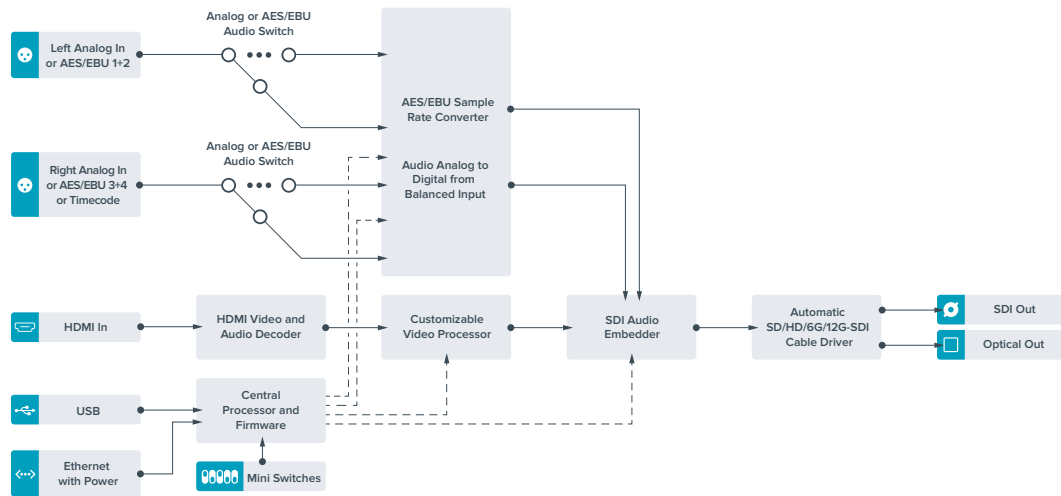 Analog or AES/EBU
Audio Switch
Left Analog In
or AES/EBU 1+2
AES/EBU Sample
Rate Converter
Analog or AES/EBU
Audio Switch
Right Analog In
or AES/EBU 3+4
or Timecode
Audio Analog to
Digital from
Balanced Input
HDMI In
HDMI Video and
Audio Decoder
Customizable
Video Processor
SDI Audio
Embedder
Automatic
SD/HD/6G/12G-SDI
Cable Driver
SDI Out
Optical Out
USB
Central
Processor and
Firmware
Ethernet
with Power
Mini Switches